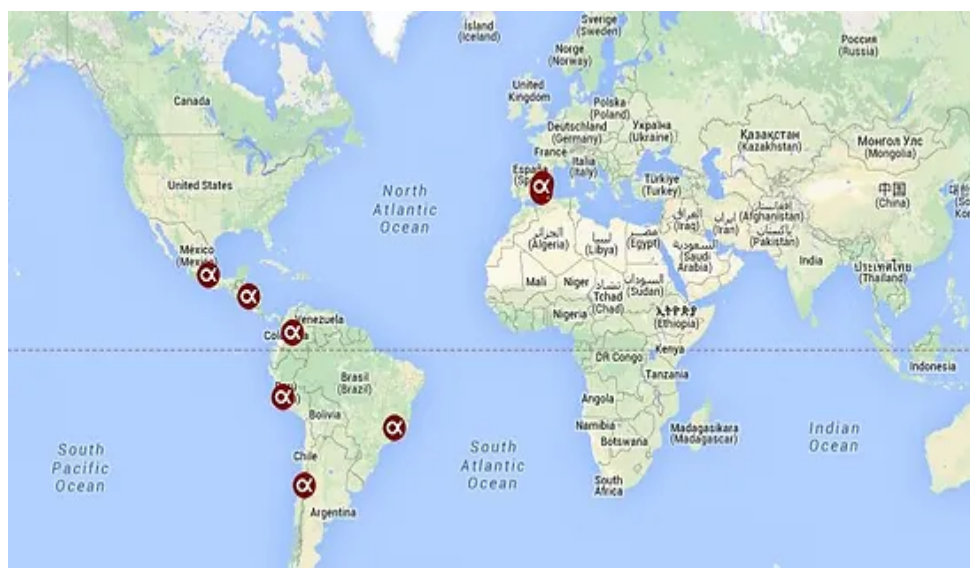 Ísland
(Iceland)
Sverige
(Sweden)
Norge
(Norway)
Россия
(Russia)
Canada
United
Kingdom
Polska
(Poland)
Deutschland
(Germany)
Україна
(Ukraine)
Қазақстан
(Kazakhstan)
Монгол Улс
(Mongolia)
France
Italia
(Italy)
España
Türkiye
(Turkey)
United States
North
Atlantic
Ocean
中国
(China)
العراق
(Iraq)
ایران
(Iran)
افغانستان
(Afghanistan)
پاکستان
(Pakistan)
الجزائر
(Algeria)
ليبيا
(Libya)
مصر
(Egypt)
السعودية
(Saudi
Arabia)
México
India
ประเทศไทย
(Thailand)
Mali
Niger
تشاد
Tchad
(Chad)
السودان
(Sudan)
Nigeria
ኢትዮጵያ
(Ethiopia)
Venezuela
α
DR Congo
Kenya
Indonesia
Tanzania
Brasil
(Brazil)
Angola
Bolivia
Namibia
Botswana
Madagasikara
(Madagascar)
Indian
Ocean
South
Pacific
Ocean
Chile
South
Atlantic
Ocean
South
Africa
Argentina